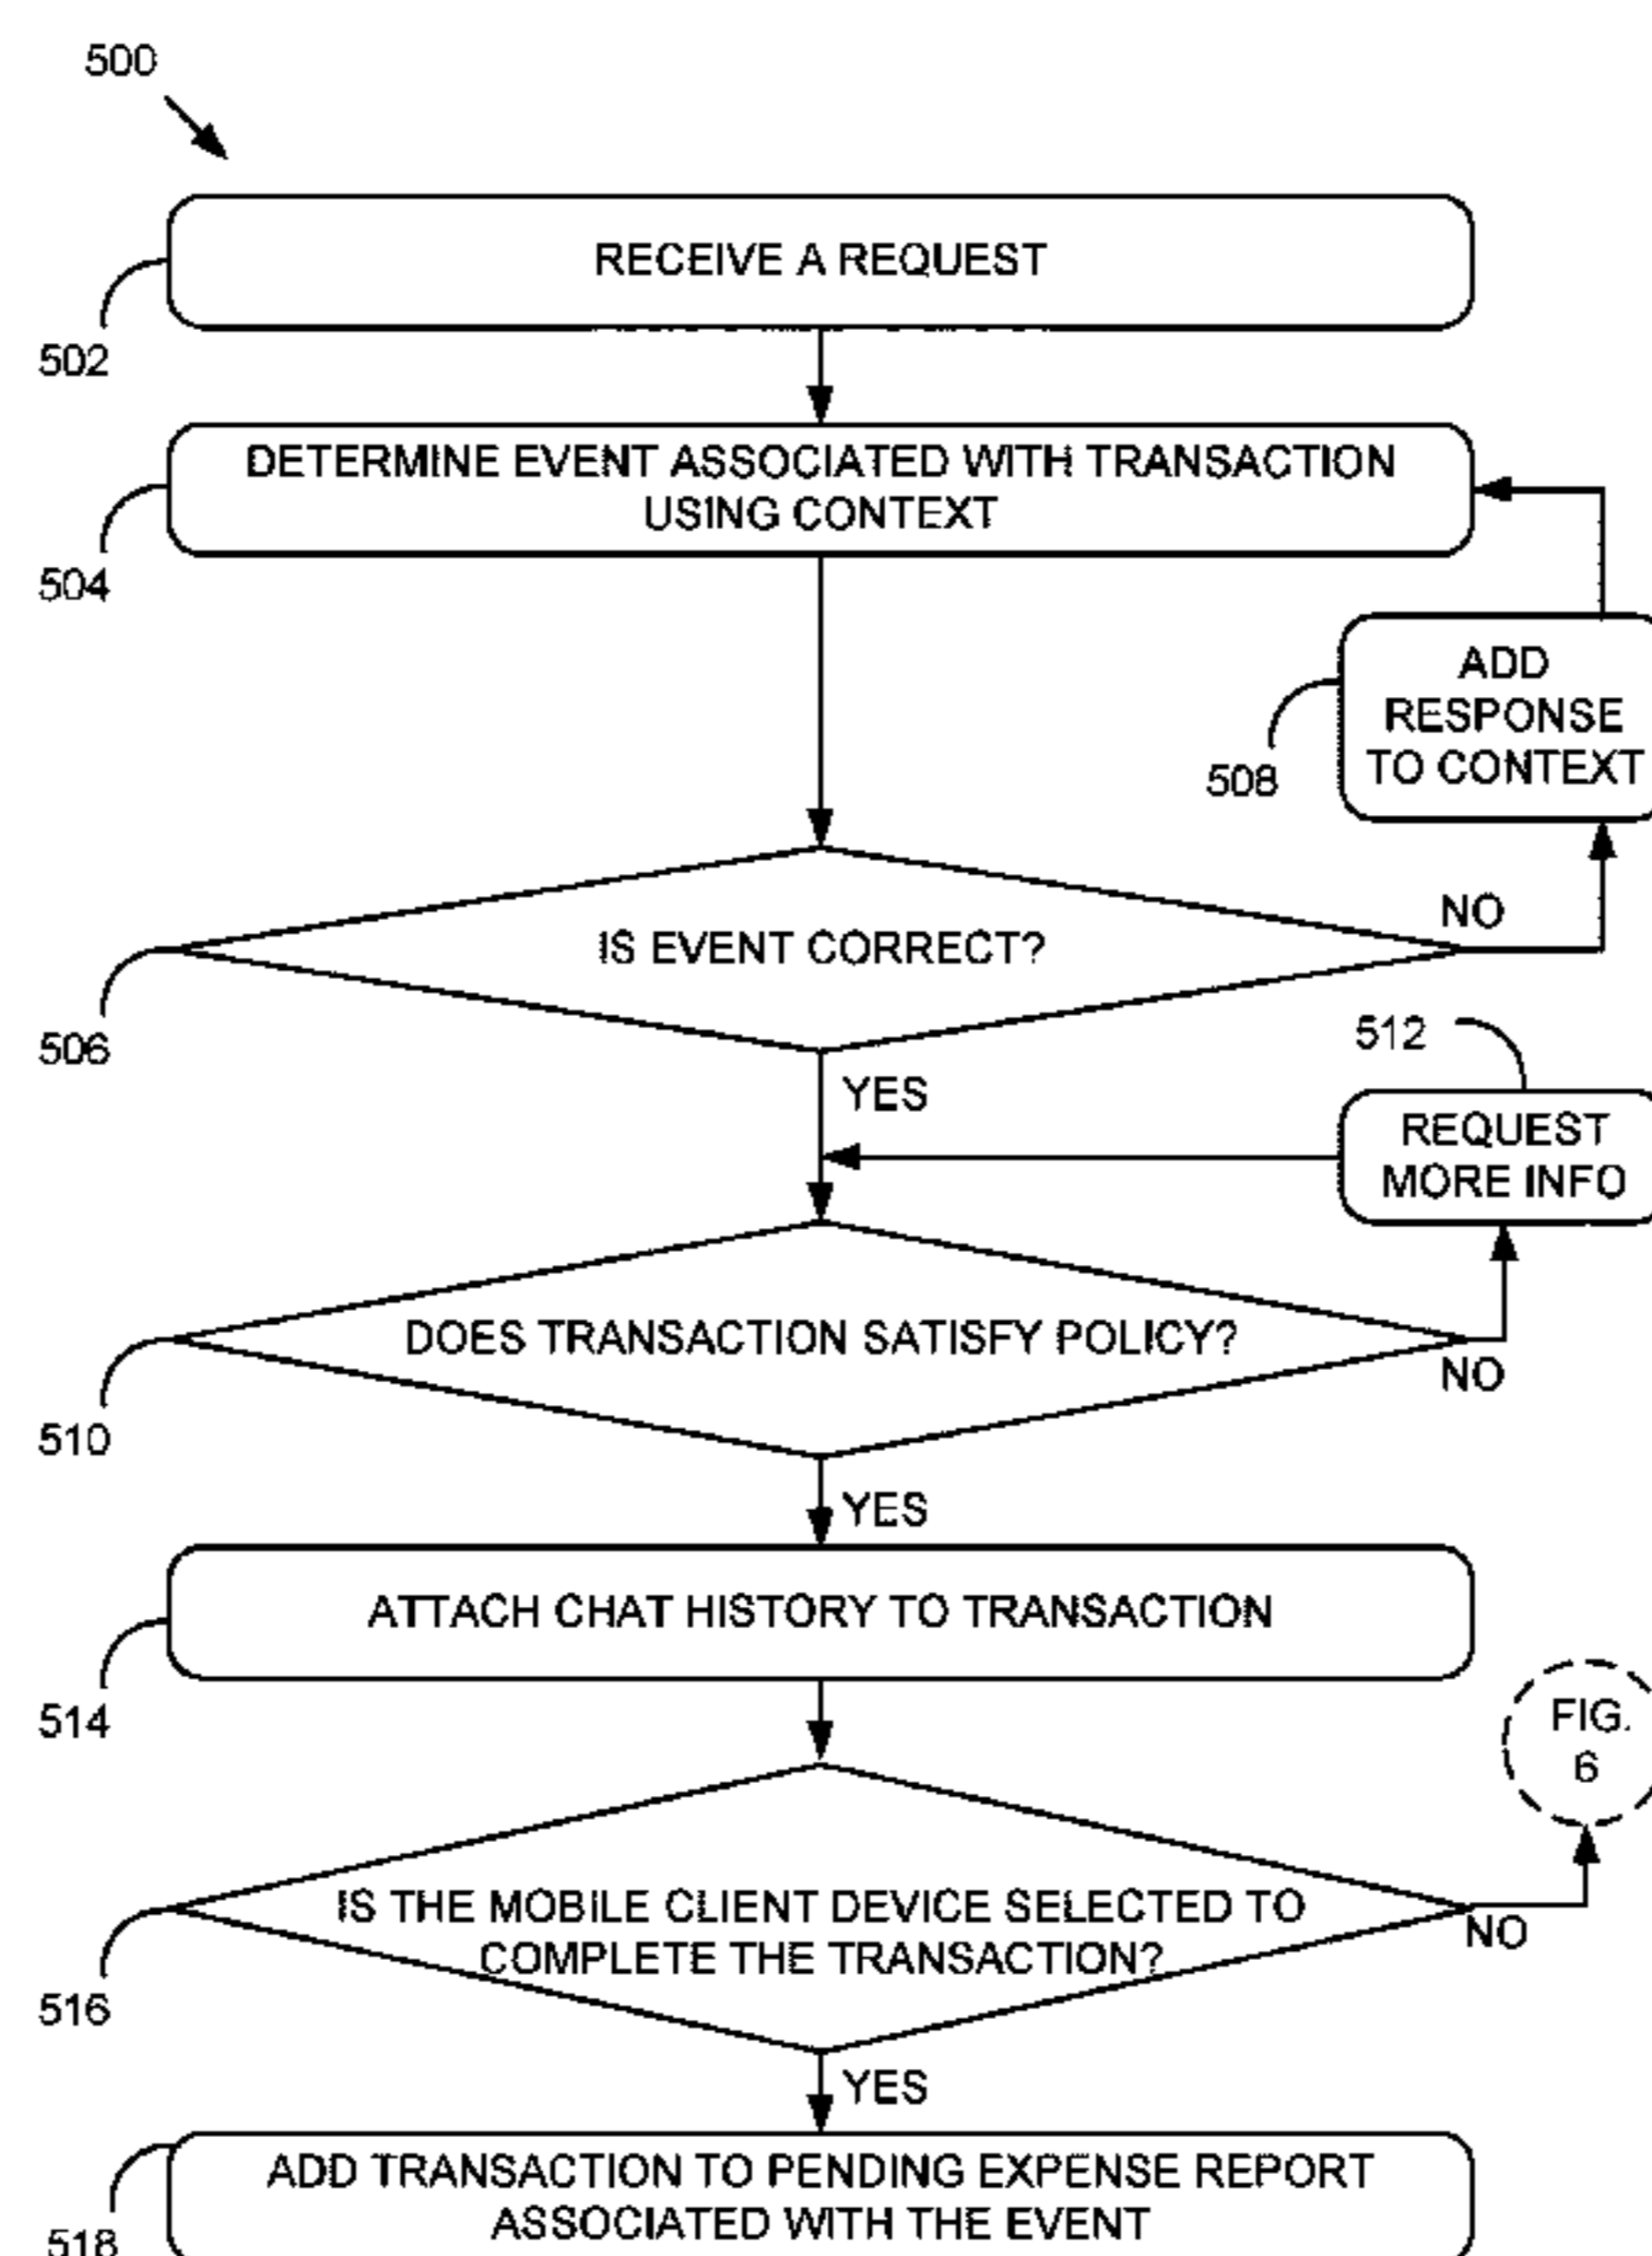 500
RECEIVE A REQUEST
502
DETERMINE EVENT ASSOCIATED WITH TRANSACTION
USING CONTEXT
504
ADD
RESPONSE
TO CONTEXT
508
NO
IS EVENT CORRECT?
506
512
YES
REQUEST
MORE INFO
DOES TRANSACTION SATISFY POLICY?
NO
510
YES
ATTACH CHAT HISTORY TO TRANSACTION
514
FIG.
6
IS THE MOBILE CLIENT DEVICE SELECTED TO
COMPLETE THE TRANSACTION?
NO
516
YES
ADD TRANSACTION TO PENDING EXPENSE REPORT
ASSOCIATED WITH THE EVENT
518